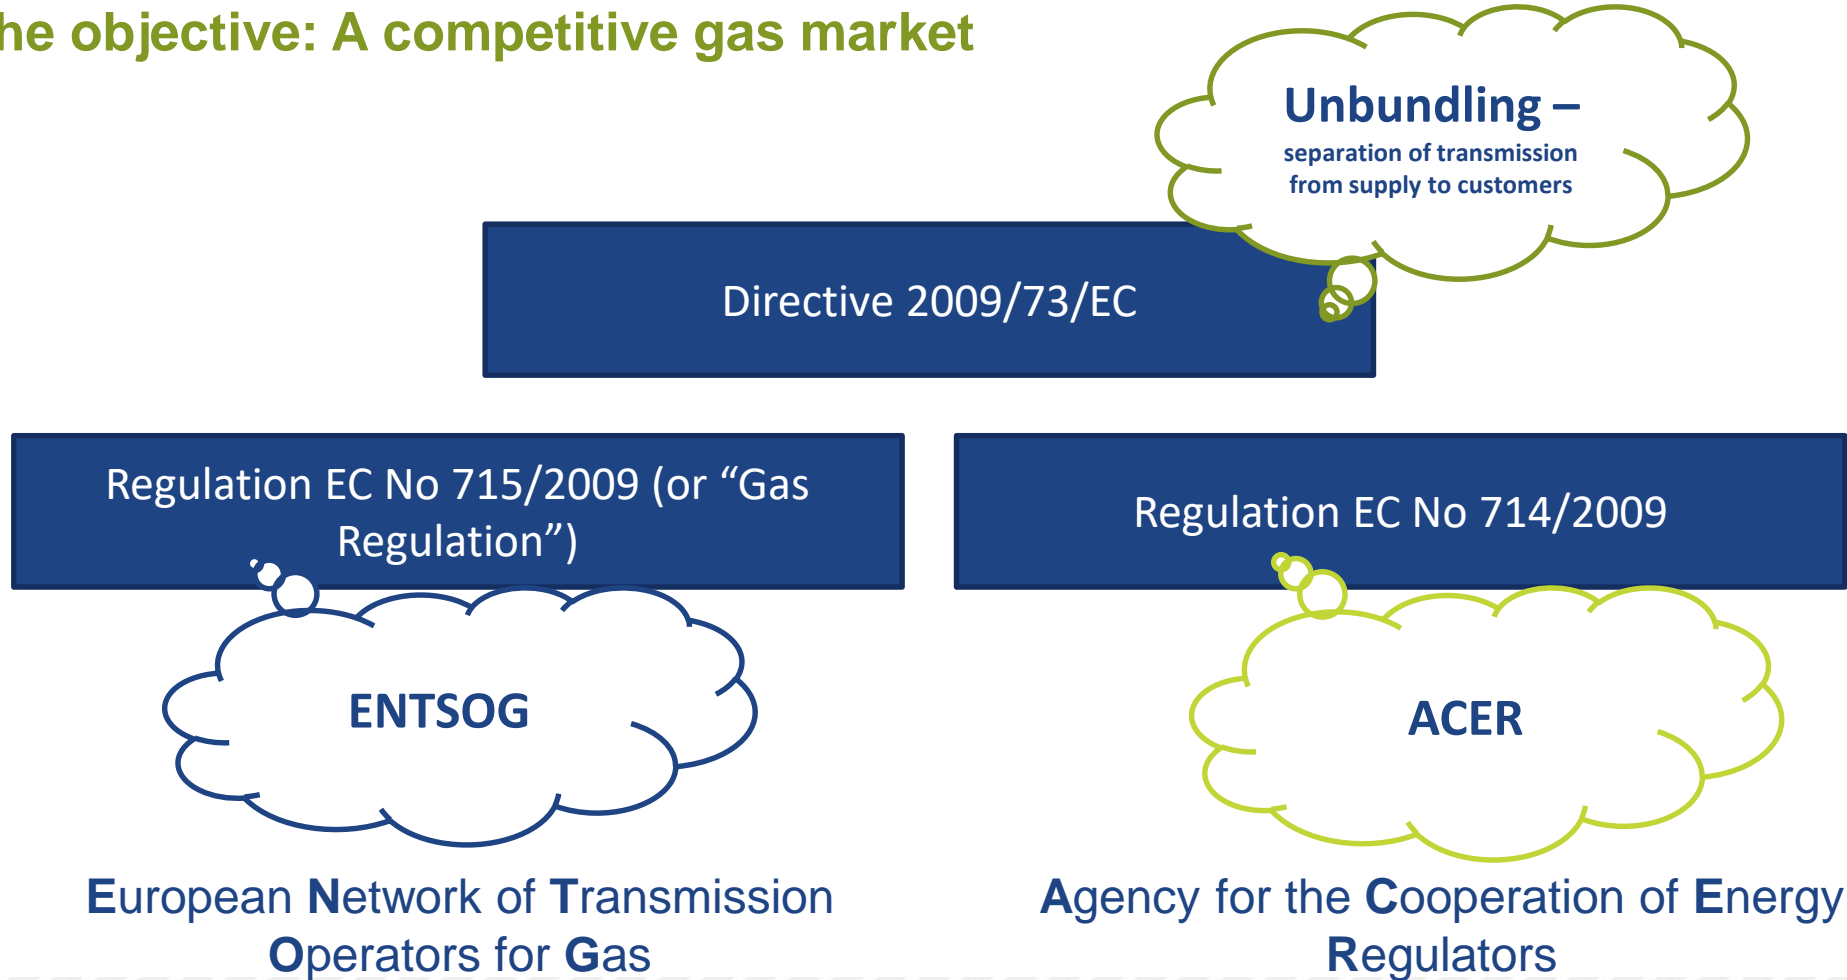 he objective: A competitive gas market
Unbundling –
separation of transmission
from supply to customers
Directive 2009/73/EC
Regulation EC No 715/2009 (or “Gas
Regulation”)
Regulation EC No 714/2009
ENTSOG
ACER
European Network of Transmission
Operators for Gas
Agency for the Cooperation of Energy
Regulators